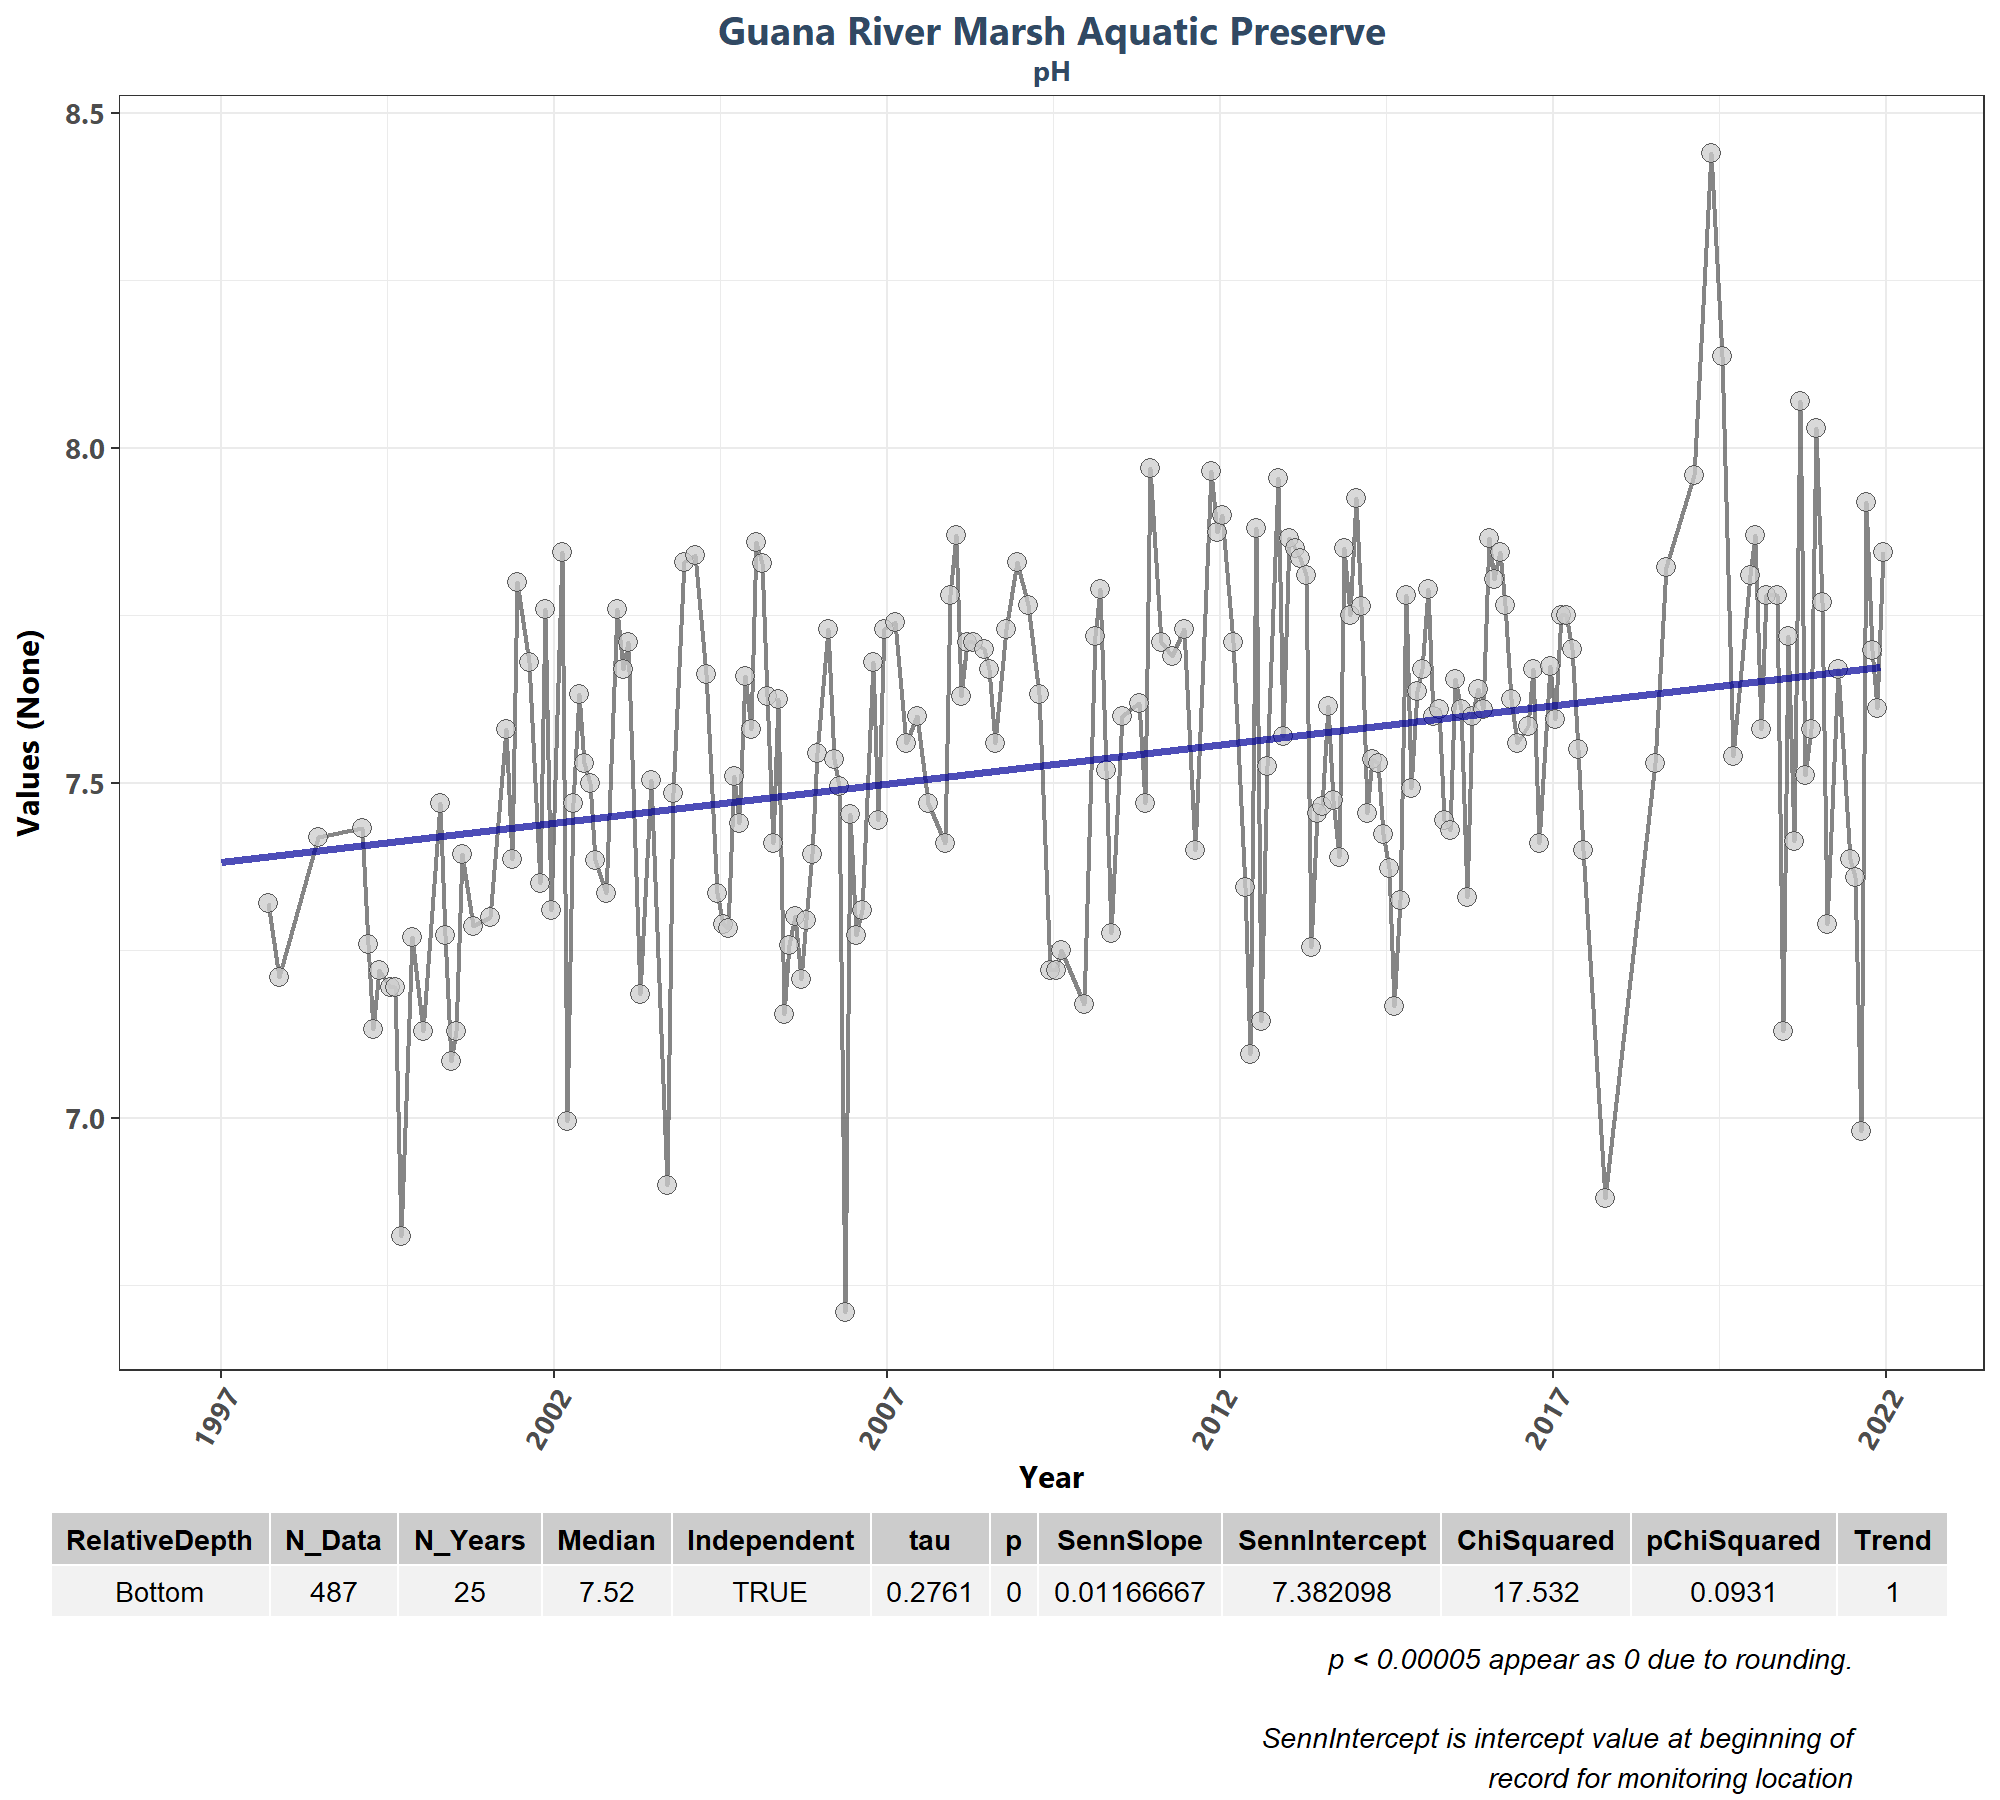 Guana River Marsh Aquatic Preserve
pH
8.5
8.0
7.5
7.0
Values (None)
1997 2002 2007 2012 2017 2022
Year
RelativeDepth N_Data N_Years Median Independent tau p SennSlope SennIntercept ChiSquared pChiSquared Trend
Bottom 487 25 7.52 TRUE 0.2761 0 0.01166667 7.382098 17.532 0.0931 1
p < 0.00005 appear as 0 due to rounding.
SennIntercept is intercept value at beginning of
record for monitoring location